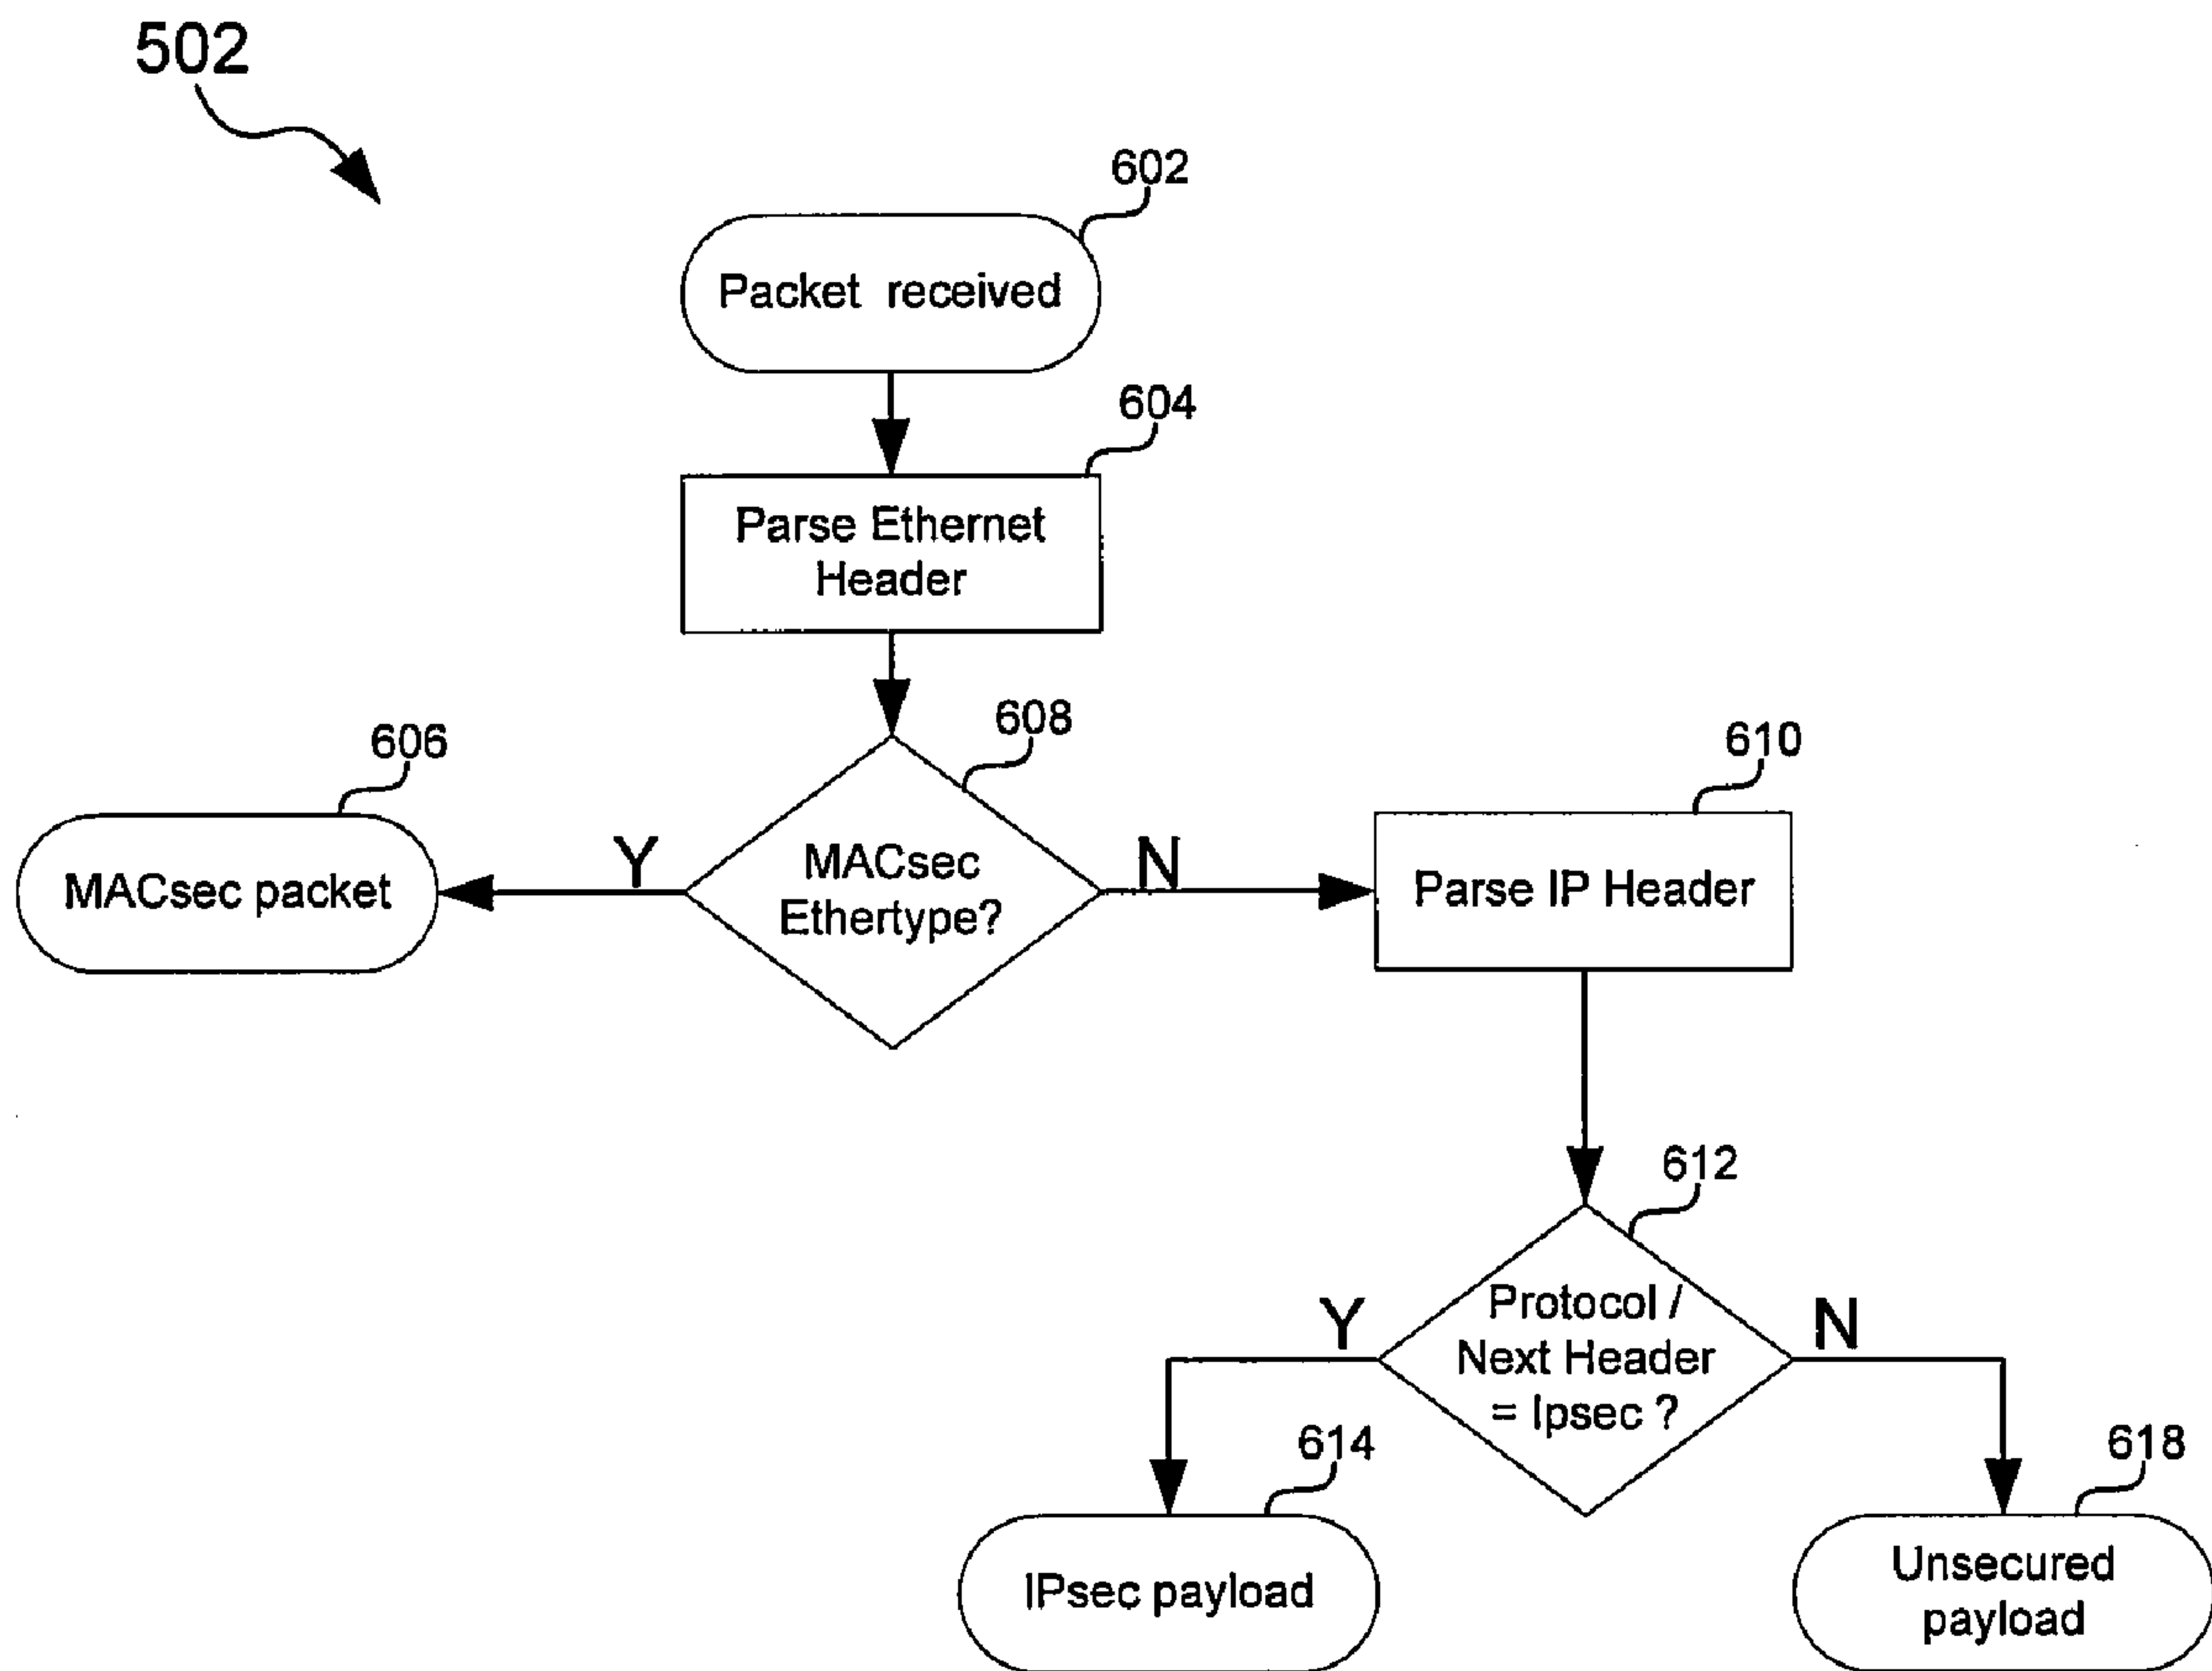 502
602
Packet received
604
Parse Ethernet
Header
608
606
610
MACsec packet
Y
MACsec
Ethertype?
N
Parse IP Header
612
Y
Protocol /
Next Header
= Ipsec ?
N
614
618
IPsec payload
Unsecured
payload